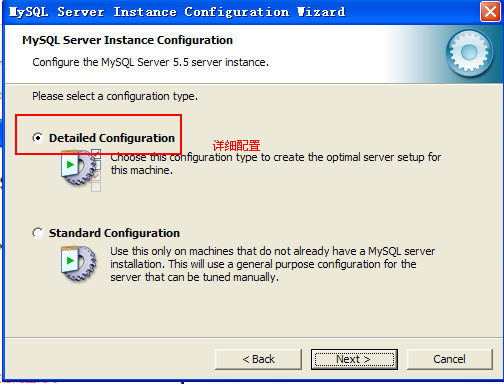 MySQL Server Instance Configuration Wizard
MySQL Server Instance Configuration
Configure the MySQL Server 5.5 server instance.
Please select a configuration type.
Detailed Configuration
详细配置
Choose this configuration type to create the optimal server setup for
this machine.
Standard Configuration
Use this only on machines that do not already have a MySQL server
installation. This will use a general purpose configuration for the
server that can be tuned manually.
< Back
Next >
Cancel